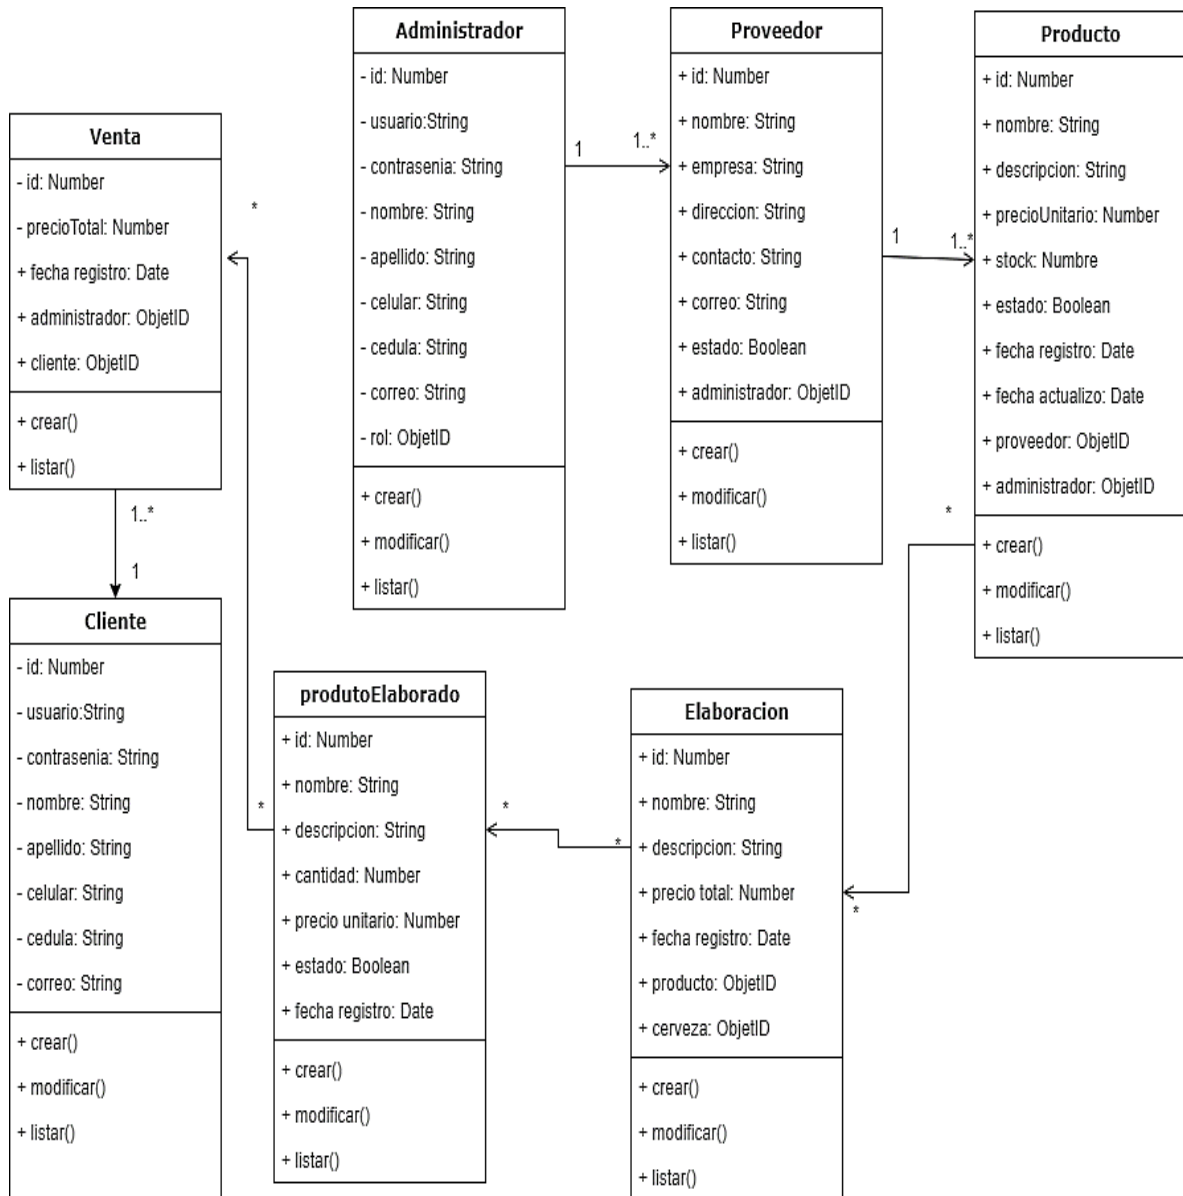 Administrador
- id: Number
- usuario:String
- contrasenia: String
- nombre: String
- apellido: String
- celular: String
- cedula: String
- correo: String
- rol: ObjetID
+ crear()
+ modificar()
+ listar()
1
1..*
Proveedor
+ id: Number
+ nombre: String
+ empresa: String
+ direccion: String
+ contacto: String
+ correo: String
+ estado: Boolean
+ administrador: ObjetID
+ crear()
+ modificar()
+ listar()
1
1..*
Producto
+ id: Number
+ nombre: String
+ descripcion: String
+ precioUnitario: Number
+ stock: Numbre
+ estado: Boolean
+ fecha registro: Date
+ fecha actualizo: Date
+ proveedor: ObjetID
+ administrador: ObjetID
+ crear()
+ modificar()
+ listar()
*
*
Venta
- id: Number
- precioTotal: Number
+ fecha registro: Date
+ administrador: ObjetID
+ cliente: ObjetID
+ crear()
+ listar()
*
1..*
1
Cliente
- id: Number
- usuario:String
- contrasenia: String
- nombre: String
- apellido: String
- celular: String
- cedula: String
- correo: String
+ crear()
+ modificar()
+ listar()
*
produtoElaborado
+ id: Number
+ nombre: String
+ descripcion: String
+ cantidad: Number
+ precio unitario: Number
+ estado: Boolean
+ fecha registro: Date
+ crear()
+ modificar()
+ listar()
*
*
Elaboracion
+ id: Number
+ nombre: String
+ descripcion: String
+ precio total: Number
+ fecha registro: Date
+ producto: ObjetID
+ cerveza: ObjetID
+ crear()
+ modificar()
+ listar()